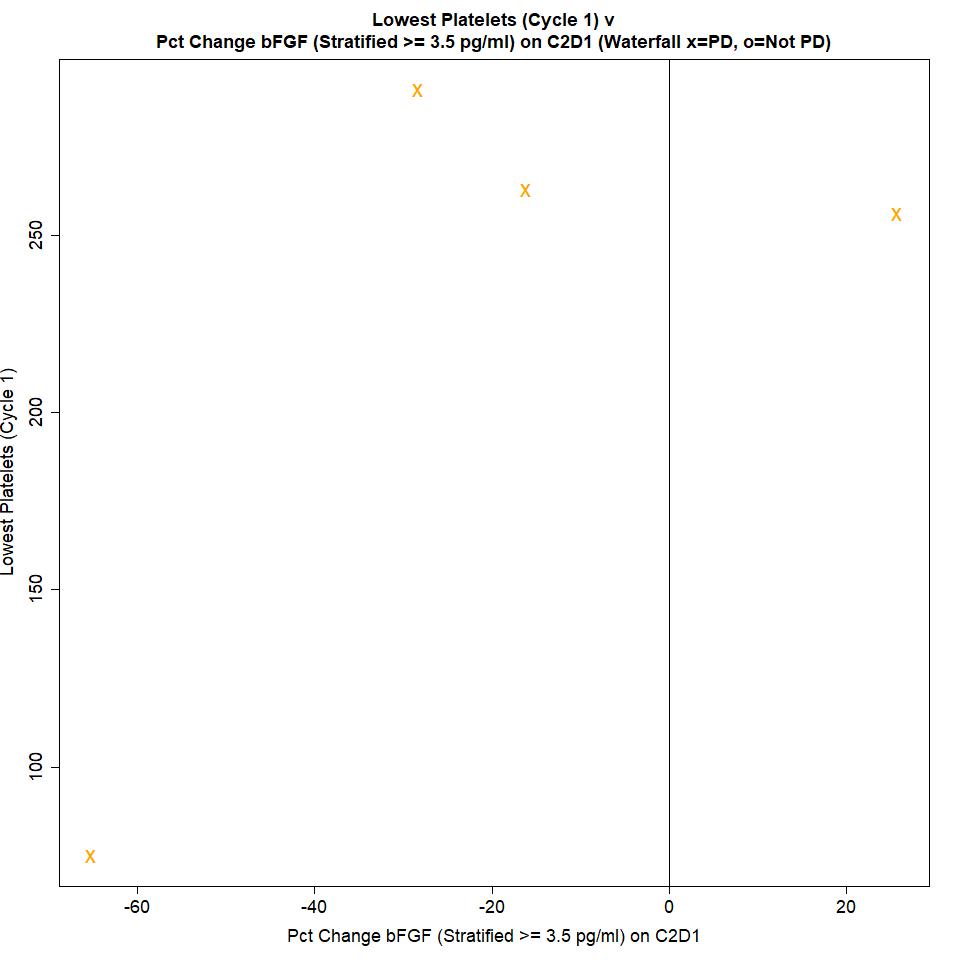 Lowest Platelets (Cycle 1) v
Pct Change bFGF (Stratified >= 3.5 pg/ml) on C2D1 (Waterfall x=PD, o=Not PD)
X
X
X
X
Lowest Platelets (Cycle 1)
250
200
150
100
-60
-40
-20
0
20
Pct Change bFGF (Stratified >= 3.5 pg/ml) on C2D1